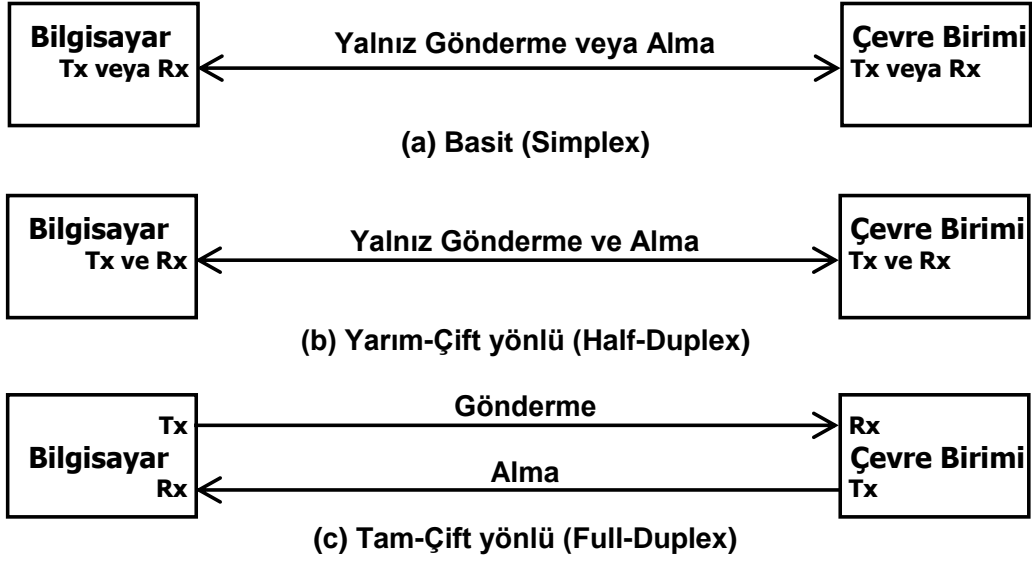 Bilgisayar
Tx veya Rx
Yalnız Gönderme veya Alma
Çevre Birimi
Tx veya Rx
(a) Basit (Simplex)
Bilgisayar
Tx ve Rx
Yalnız Gönderme ve Alma
Çevre Birimi
Tx ve Rx
(b) Yarım-Çift yönlü (Half-Duplex)
Tx
Bilgisayar
Rx
Gönderme
Alma
Rx
Çevre Birimi
Tx
(c) Tam-Çift yönlü (Full-Duplex)